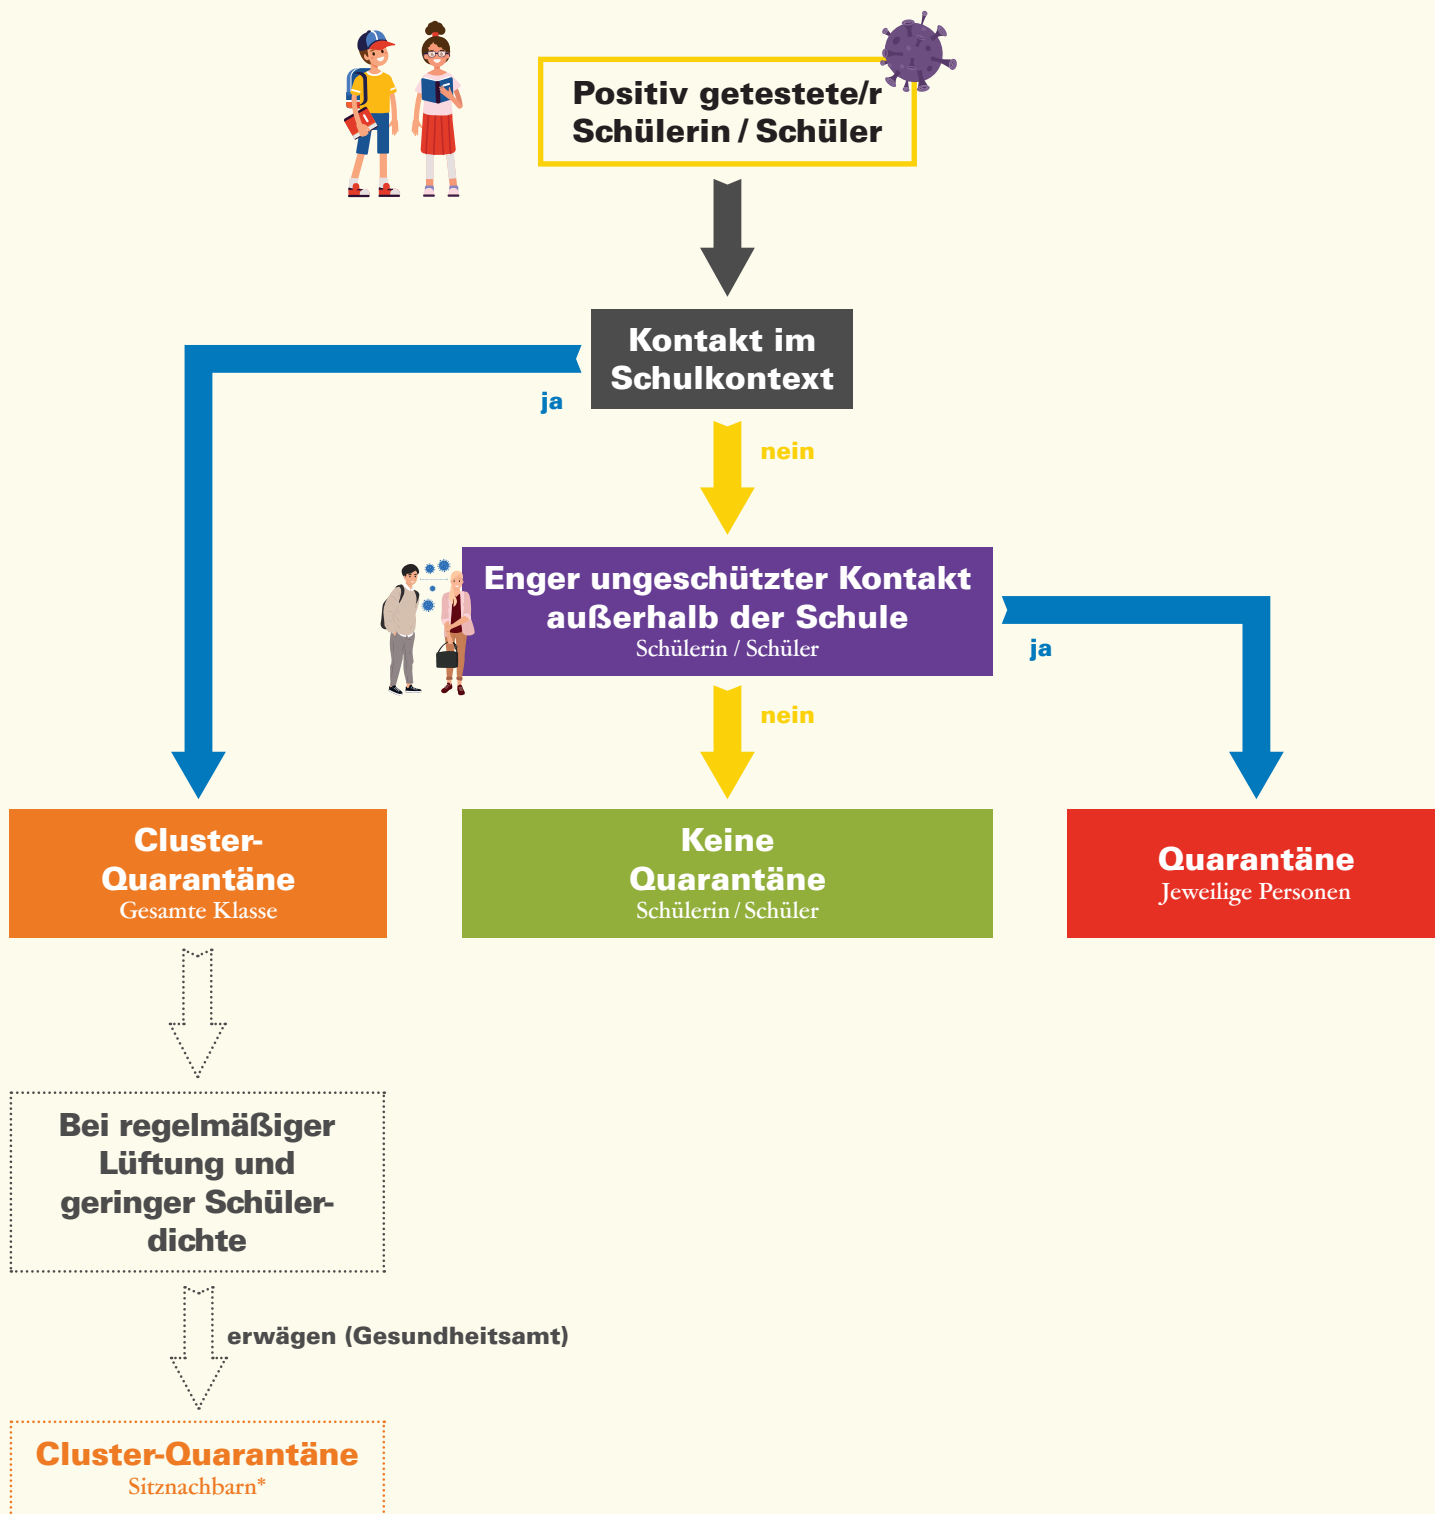 Positiv getestete/r
Schülerin / Schüler
Kontakt im
Schulkontext
ja
nein
Enger ungeschützter Kontakt
außerhalb der Schule
Schülerin / Schüler
ja
nein
Cluster-
Quarantäne
Gesamte Klasse
Keine
Quarantäne
Schülerin / Schüler
Quarantäne
Jeweilige Personen
Bei regelmäßiger
Lüftung und
geringer Schüler-
dichte
erwägen (Gesundheitsamt)
Cluster-Quarantäne
Sitznachbarn*